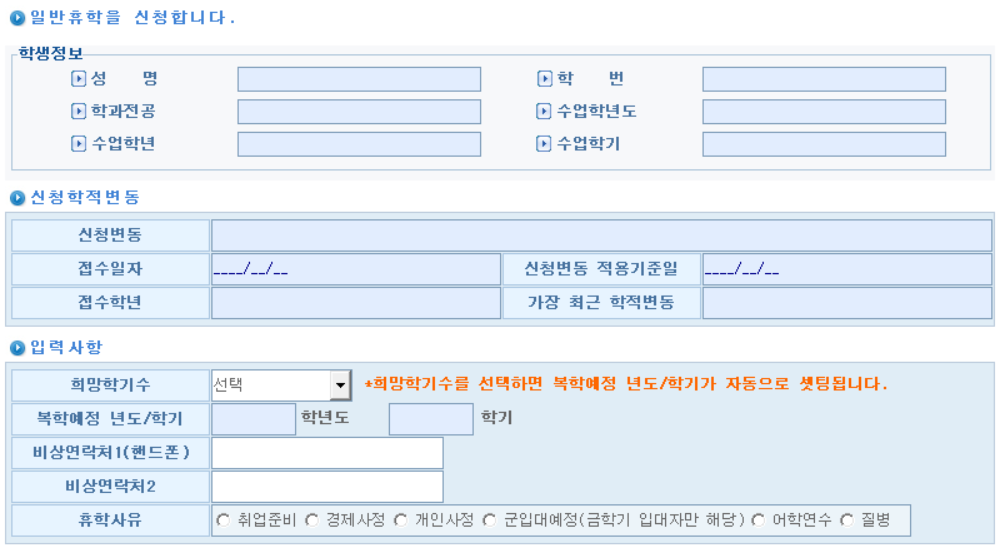 일반휴학을 신청합니다.
학생정보
성 명 학 번
학과전공 수업학년도
수업학년 수업학기
신청학적변동
신청변동
접수일자 ____/__/__ 신청변동 적용기준일 ____/__/__
접수학년 가장 최근 학적변동
입력사항
희망학기수 선택 *희망학기수를 선택하면 복학예정 년도/학기가 자동으로 셋팅됩니다.
복학예정 년도/학기 학년도 학기
비상연락처1(핸드폰)
비상연락처2
휴학사유 취업준비 경제사정 개인사정 군입대예정(금학기 입대자만 해당) 어학연수 질병